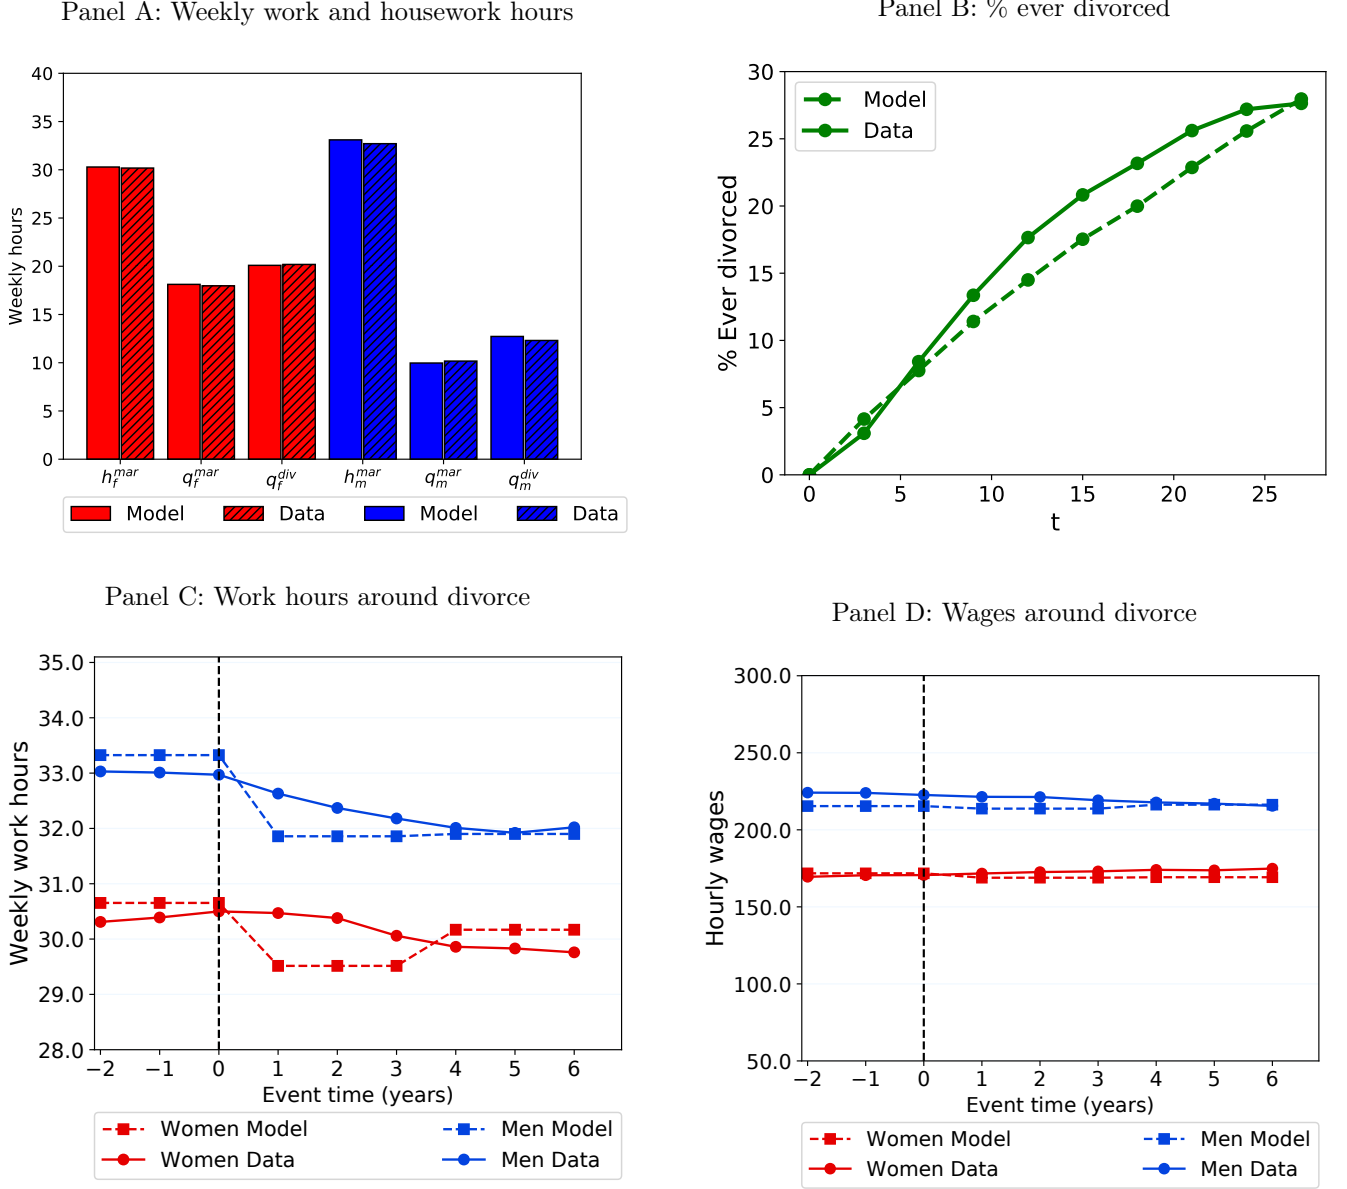 Panel A: Weekly work and housework hours
Weekly hours
40
35
30
25
20
15
10
5
0
h_f^mar q_f^mar q_f^div h_m^mar q_m^mar q_m^div
Model Data Model Data
Panel B: % ever divorced
% Ever divorced
30
25
20
15
10
5
0
Model
Data
0 5 10 15 20 25
t
Panel C: Work hours around divorce
Weekly work hours
35.0
34.0
33.0
32.0
31.0
30.0
29.0
28.0
−2 −1 0 1 2 3 4 5 6
Event time (years)
Women Model Men Model
Women Data Men Data
Panel D: Wages around divorce
Hourly wages
300.0
250.0
200.0
150.0
100.0
50.0
−2 −1 0 1 2 3 4 5 6
Event time (years)
Women Model Men Model
Women Data Men Data